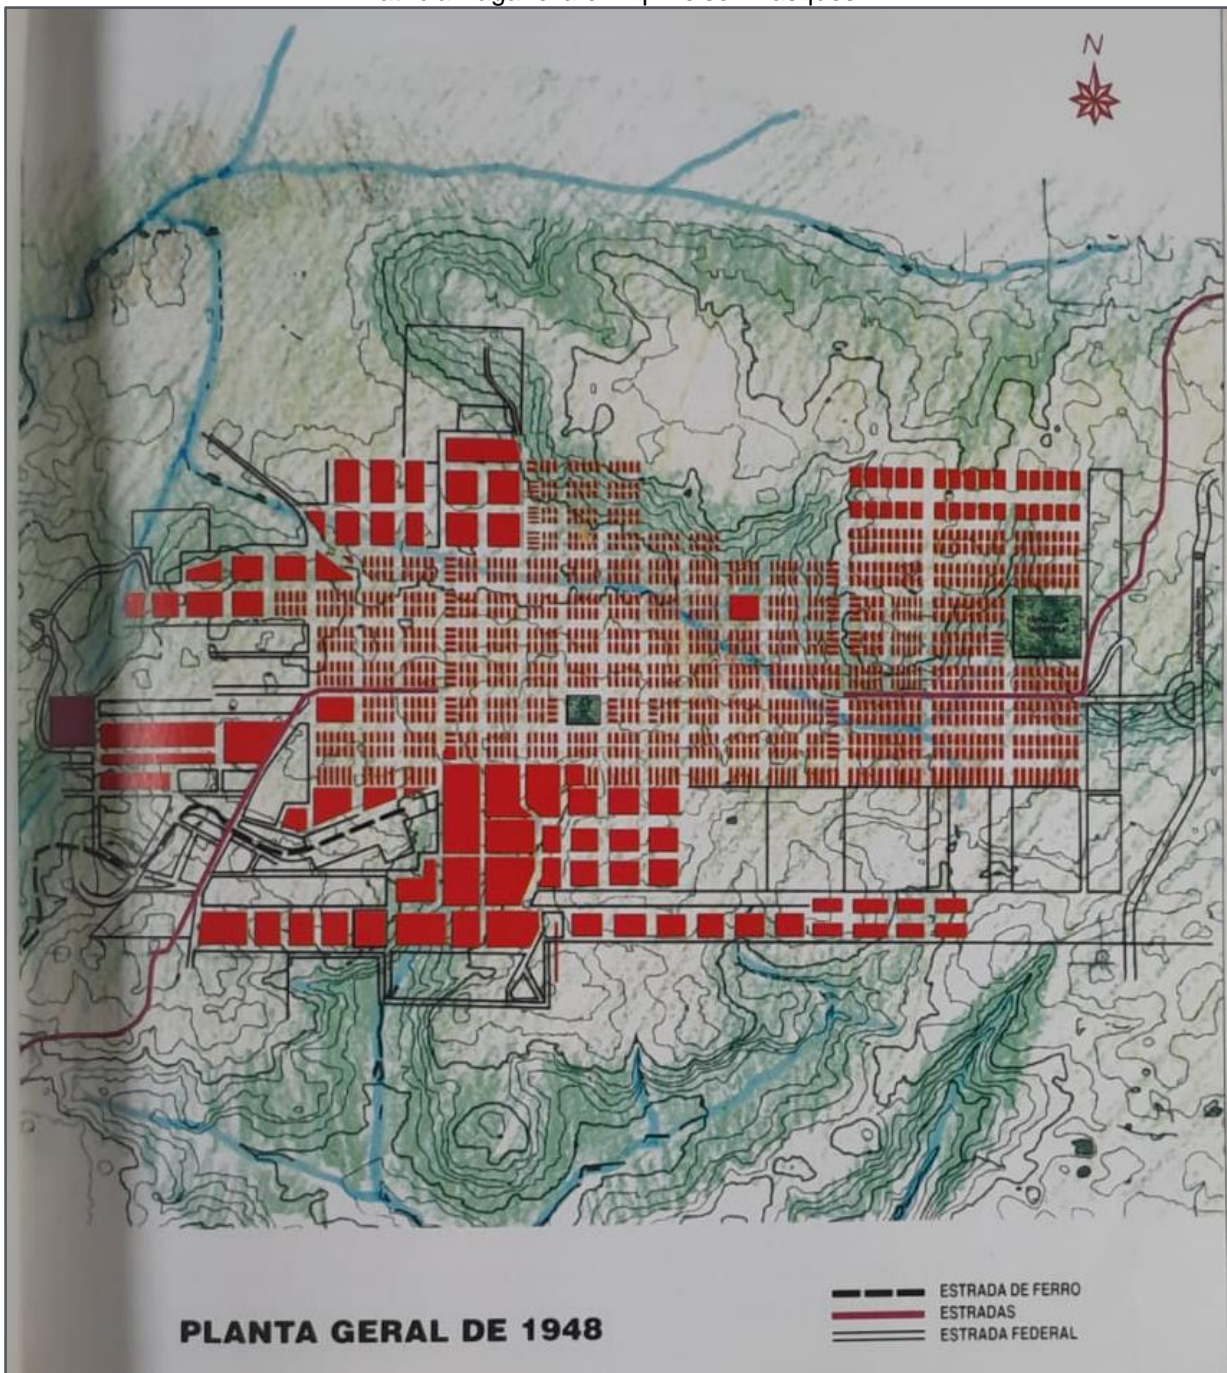 N
PLANTA GERAL DE 1948
ESTRADA DE FERRO
ESTRADAS
ESTRADA FEDERAL